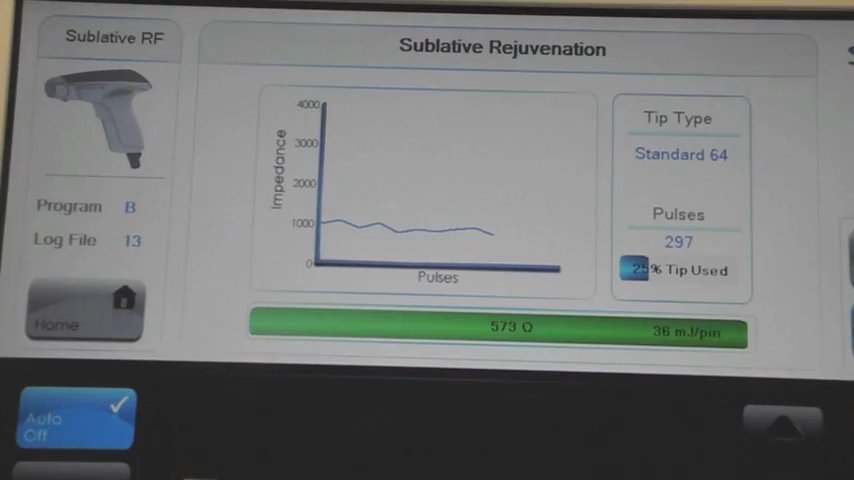 Sublative RF
Sublative Rejuvenation
4000
3000
2000
1000
0
Impedance
Pulses
Tip Type
Standard 64
Pulses
297
25% Tip Used
Program B
Log File 13
Home
573 Ω
36 mJ/pin
Auto
Off